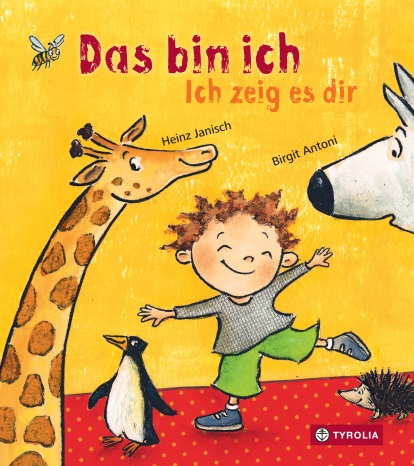 Das bin ich
Ich zeig es dir
Heinz Janisch
Birgit Antoni
TYROLIA